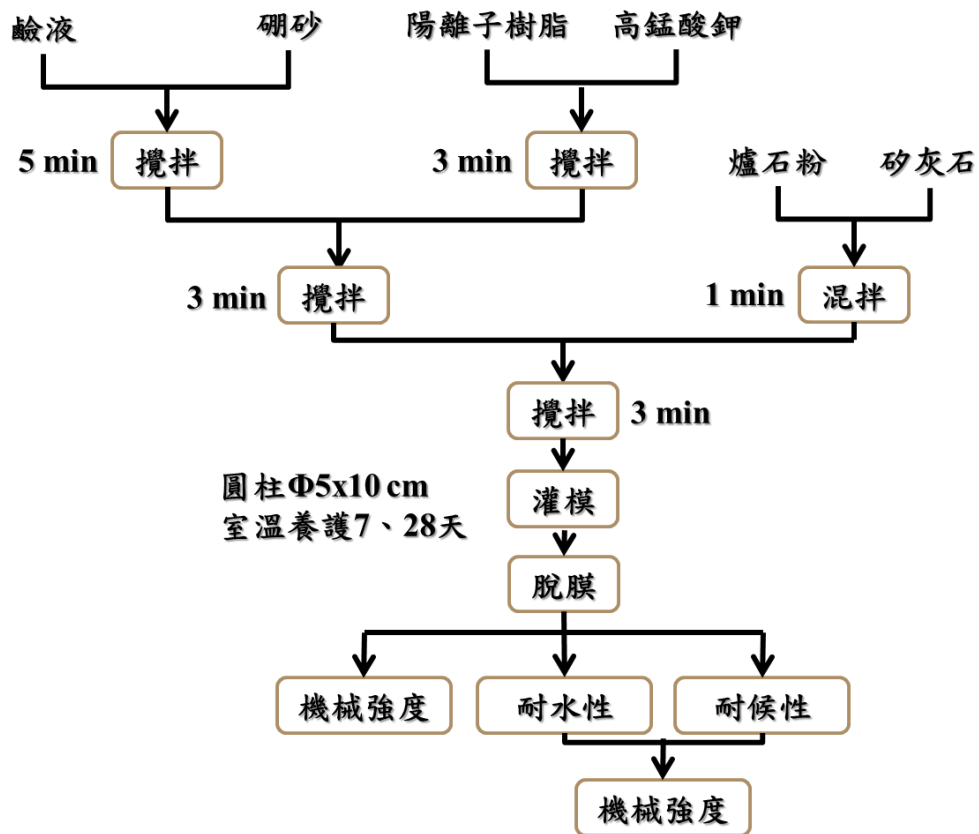 鹼液
硼砂
陽離子樹脂
高錳酸鉀
5 min
攪拌
3 min
攪拌
爐石粉
矽灰石
3 min
攪拌
1 min
混拌
攪拌
3 min
圓柱Φ5x10 cm
室溫養護7、28天
灌模
脫膜
機械強度
耐水性
耐候性
機械強度